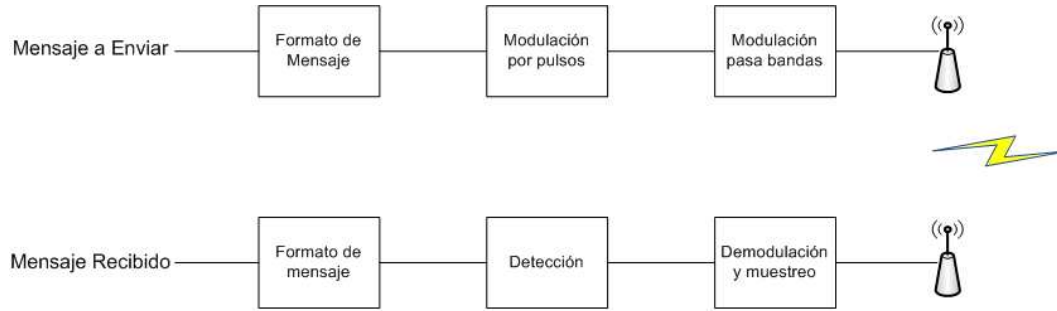 Mensaje a Enviar
Formato de
Mensaje
Modulación
por pulsos
Modulación
pasa bandas
Mensaje Recibido
Formato de
mensaje
Detección
Demodulación
y muestreo